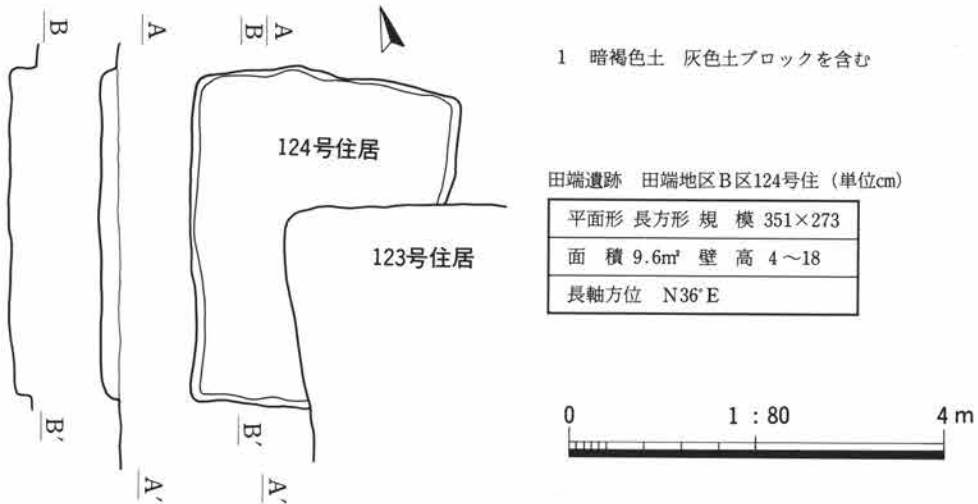 B
A
A
B
124号住居
123号住居
B′
B′
A′
A′
1 暗褐色土 灰色土ブロックを含む
田端遺跡 田端地区B区124号住（単位cm）
平面形 長方形 規 模 351×273
面 積 9.6㎡ 壁 高 4～18
長軸方位 N36°E
0 1：80 4m